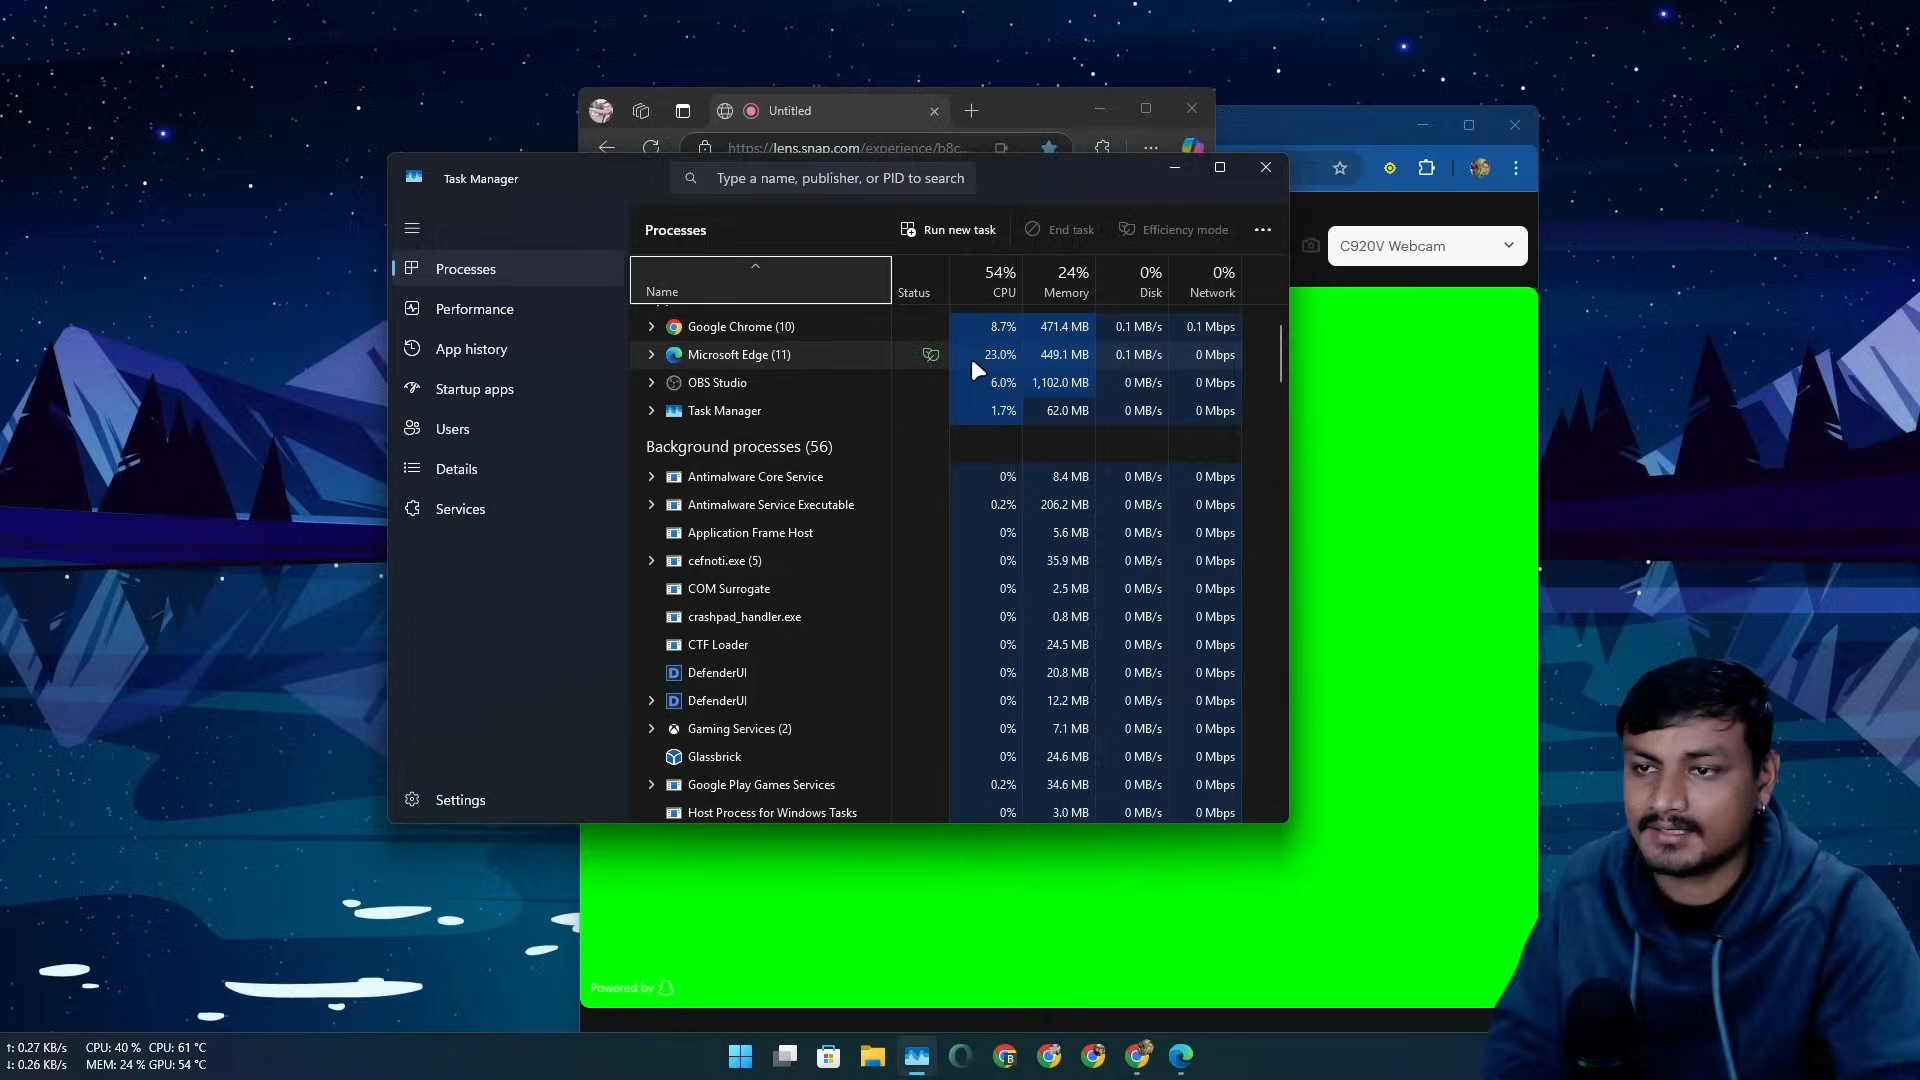 Untitled
https://lens.snap.com/experience/b8c...
Task Manager
Type a name, publisher, or PID to search
Processes
Run new task
End task
Efficiency mode
C920V Webcam
Processes
Performance
App history
Startup apps
Users
Details
Services
Settings
54% 24% 0% 0%
Name Status CPU Memory Disk Network
Google Chrome (10) 8.7% 471.4 MB 0.1 MB/s 0.1 Mbps
Microsoft Edge (11) 23.0% 449.1 MB 0.1 MB/s 0 Mbps
OBS Studio 6.0% 1,102.0 MB 0 MB/s 0 Mbps
Task Manager 1.7% 62.0 MB 0 MB/s 0 Mbps
Background processes (56)
Antimalware Core Service 0% 8.4 MB 0 MB/s 0 Mbps
Antimalware Service Executable 0.2% 206.2 MB 0 MB/s 0 Mbps
Application Frame Host 0% 5.6 MB 0 MB/s 0 Mbps
cefnoti.exe (5) 0% 35.9 MB 0 MB/s 0 Mbps
COM Surrogate 0% 2.5 MB 0 MB/s 0 Mbps
crashpad_handler.exe 0% 0.8 MB 0 MB/s 0 Mbps
CTF Loader 0% 24.5 MB 0 MB/s 0 Mbps
DefenderUI 0% 20.8 MB 0 MB/s 0 Mbps
DefenderUI 0% 12.2 MB 0 MB/s 0 Mbps
Gaming Services (2) 0% 7.1 MB 0 MB/s 0 Mbps
Glassbrick 0% 24.6 MB 0 MB/s 0 Mbps
Google Play Games Services 0.2% 34.6 MB 0 MB/s 0 Mbps
Host Process for Windows Tasks 0% 3.0 MB 0 MB/s 0 Mbps
Powered by
↑: 0.27 KB/s CPU: 40 % CPU: 61 °C
↓: 0.26 KB/s MEM: 24 % GPU: 54 °C